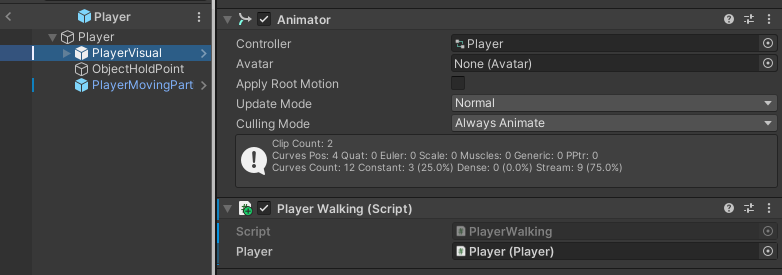 Player
Player
PlayerVisual
ObjectHoldPoint
PlayerMovingPart
Animator
Controller Player
Avatar None (Avatar)
Apply Root Motion
Update Mode Normal
Culling Mode Always Animate
Clip Count: 2
Curves Pos: 4 Quat: 0 Euler: 0 Scale: 0 Muscles: 0 Generic: 0 PPtr: 0
Curves Count: 12 Constant: 3 (25.0%) Dense: 0 (0.0%) Stream: 9 (75.0%)
Player Walking (Script)
Script PlayerWalking
Player Player (Player)